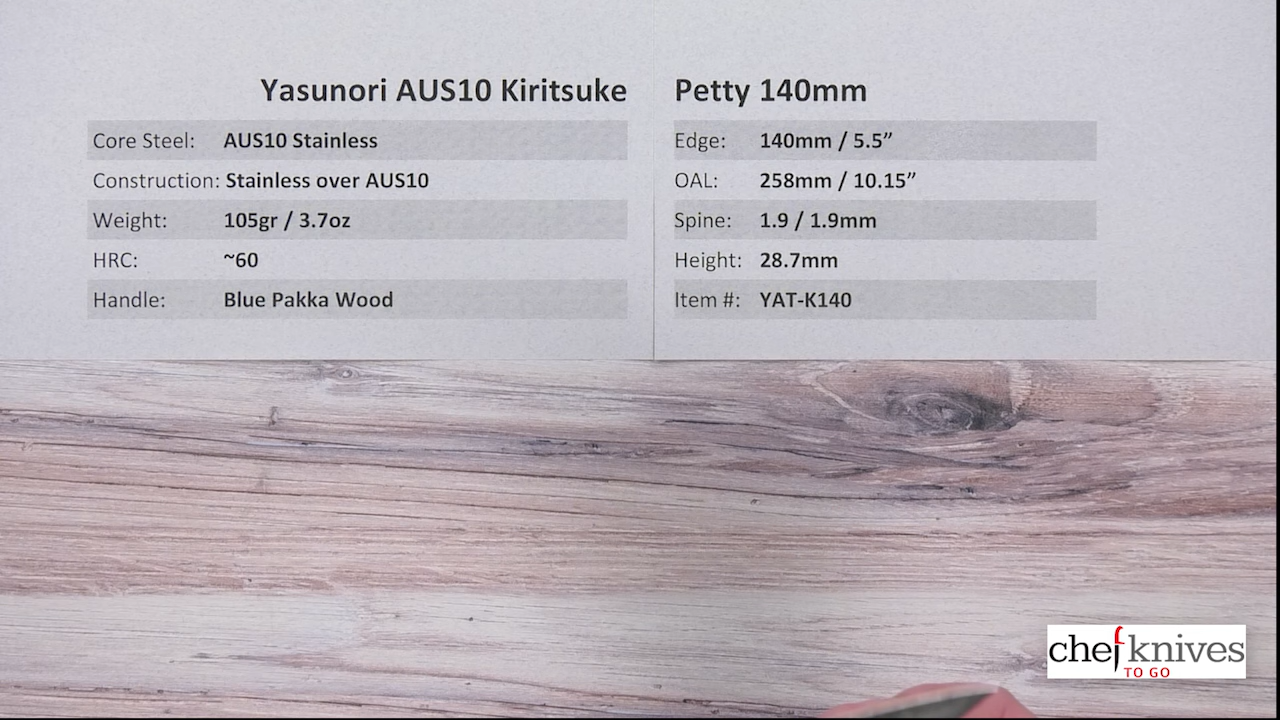 Yasunori AUS10 Kiritsuke Petty 140mm
Core Steel: AUS10 Stainless
Construction: Stainless over AUS10
Weight: 105gr / 3.7oz
HRC: ~60
Handle: Blue Pakka Wood
Edge: 140mm / 5.5”
OAL: 258mm / 10.15”
Spine: 1.9 / 1.9mm
Height: 28.7mm
Item #: YAT-K140
chefknives
TO GO